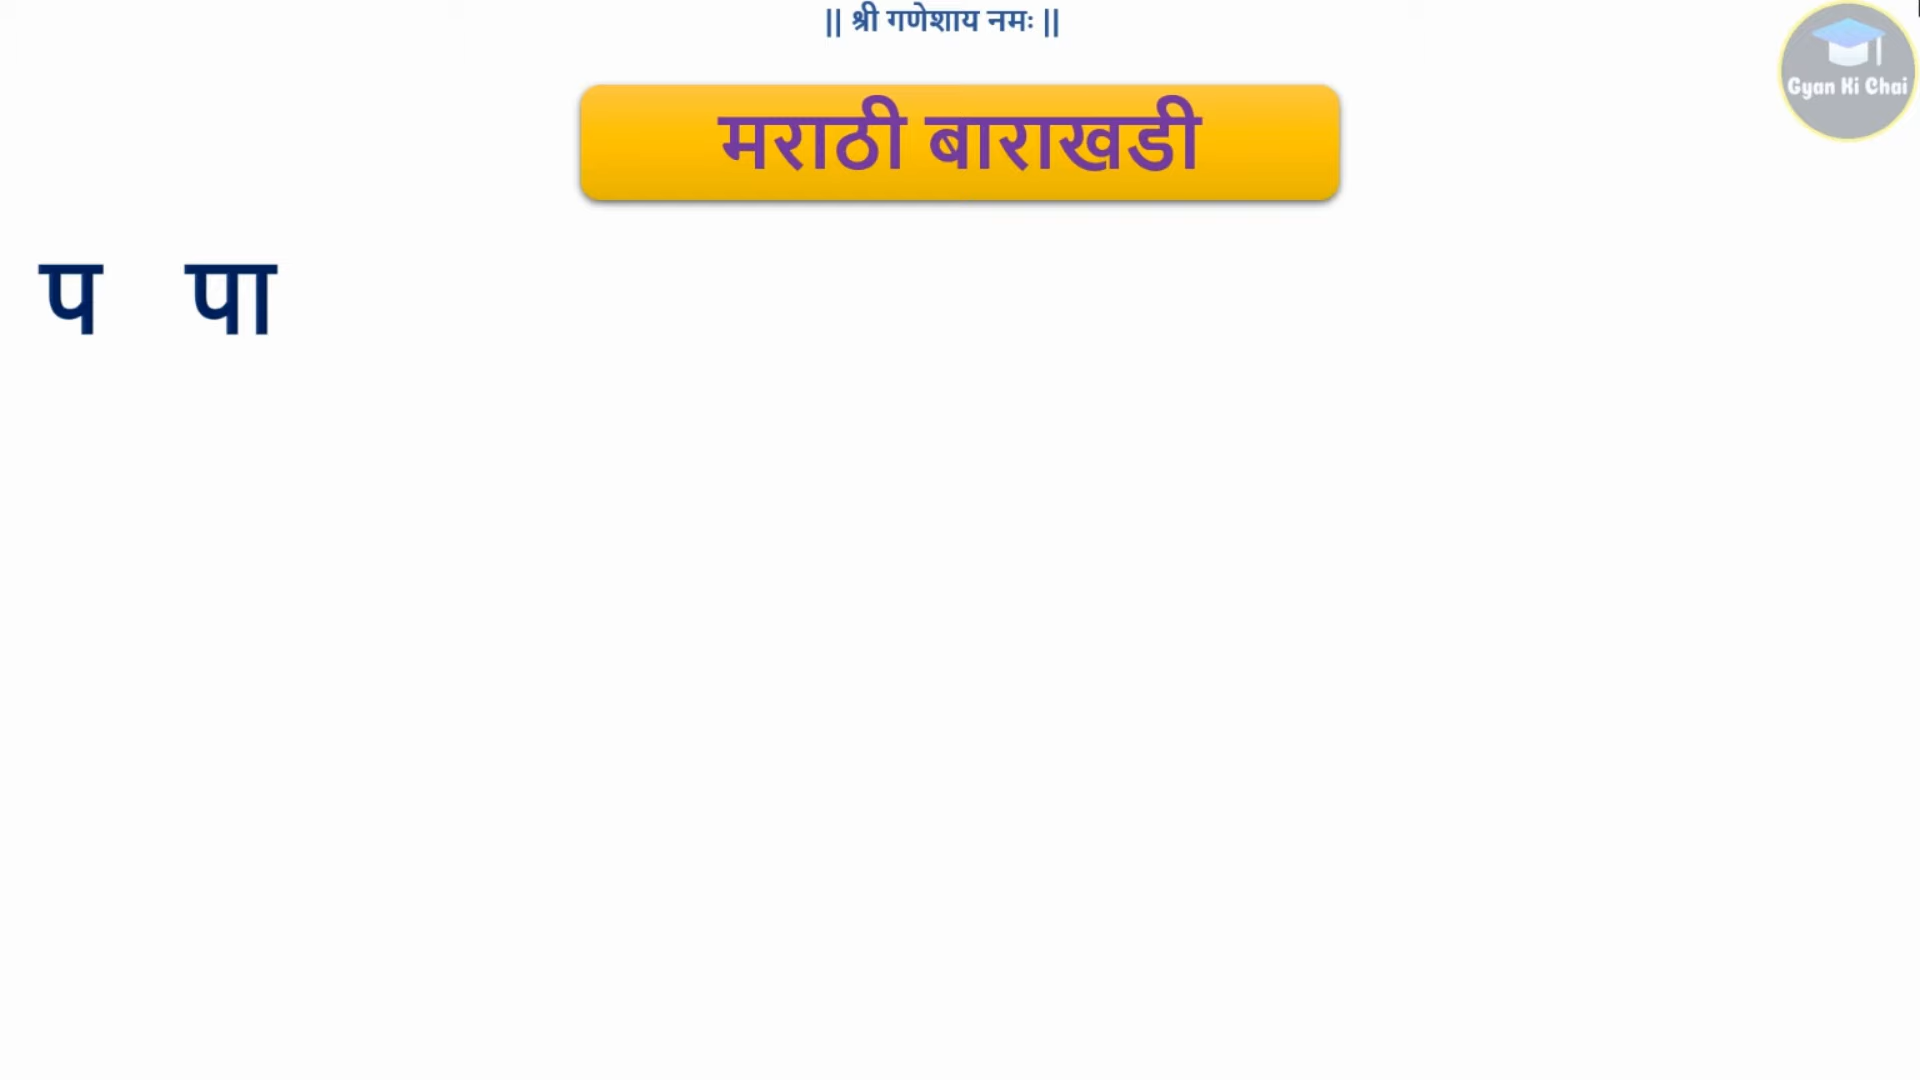 || श्री गणेशाय नमः ||
Gyan Ki Chai
मराठी बाराखडी
प पा